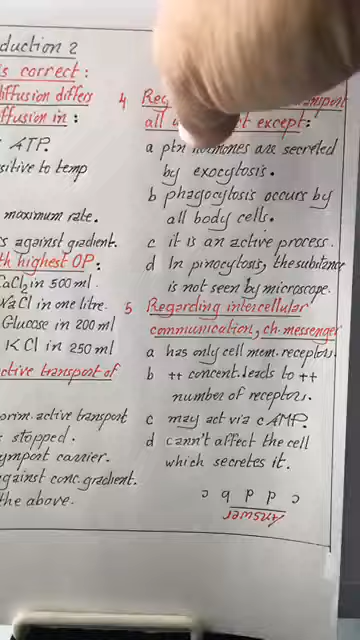 duction 2
s correct:
iffusion differs
ffusion in :
ATP.
sitive to temp
maximum rate.
s against gradient.
th highest OP:
CaCl2 in 500 ml.
NaCl in one litre.
Glucose in 200 ml
KCl in 250 ml
ctive transport of
orim. active transport
stopped.
ymport carrier.
gainst conc. gradient.
the above.
4 Reg transport
all except:
a ptn hormones are secreted
by exocytosis.
b phagocytosis occurs by
all body cells.
c it is an active process.
d In pinocytosis, the substance
is not seen by microscope.
5 Regarding intercellular
communication, ch. messenger
a has only cell mem. receptors.
b ++ concent. leads to ++
number of receptors.
c may act via cAMP.
d cann't affect the cell
which secretes it.
Answer
c d d b c